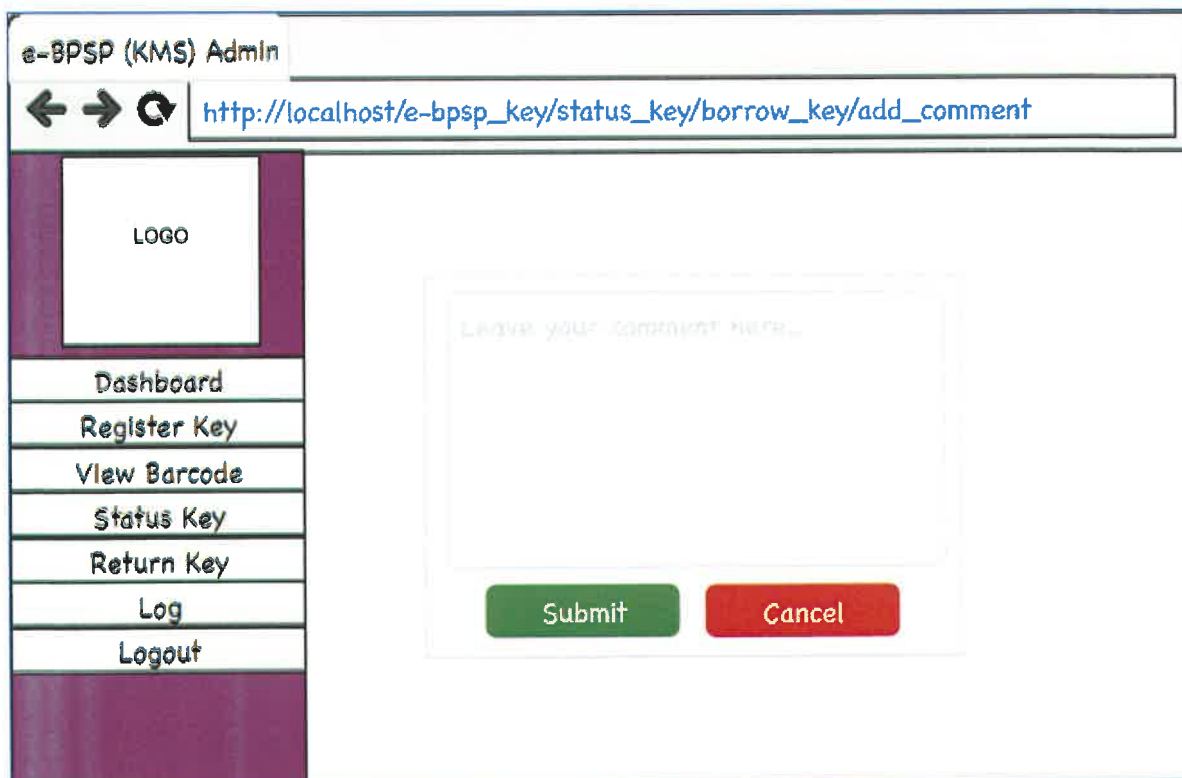 e-BPSP (KMS) Admin
http://localhost/e-bpsp_key/status_key/borrow_key/add_comment
LOGO
Dashboard
Register Key
View Barcode
Status Key
Return Key
Log
Logout
Leave your comment here...
Submit
Cancel